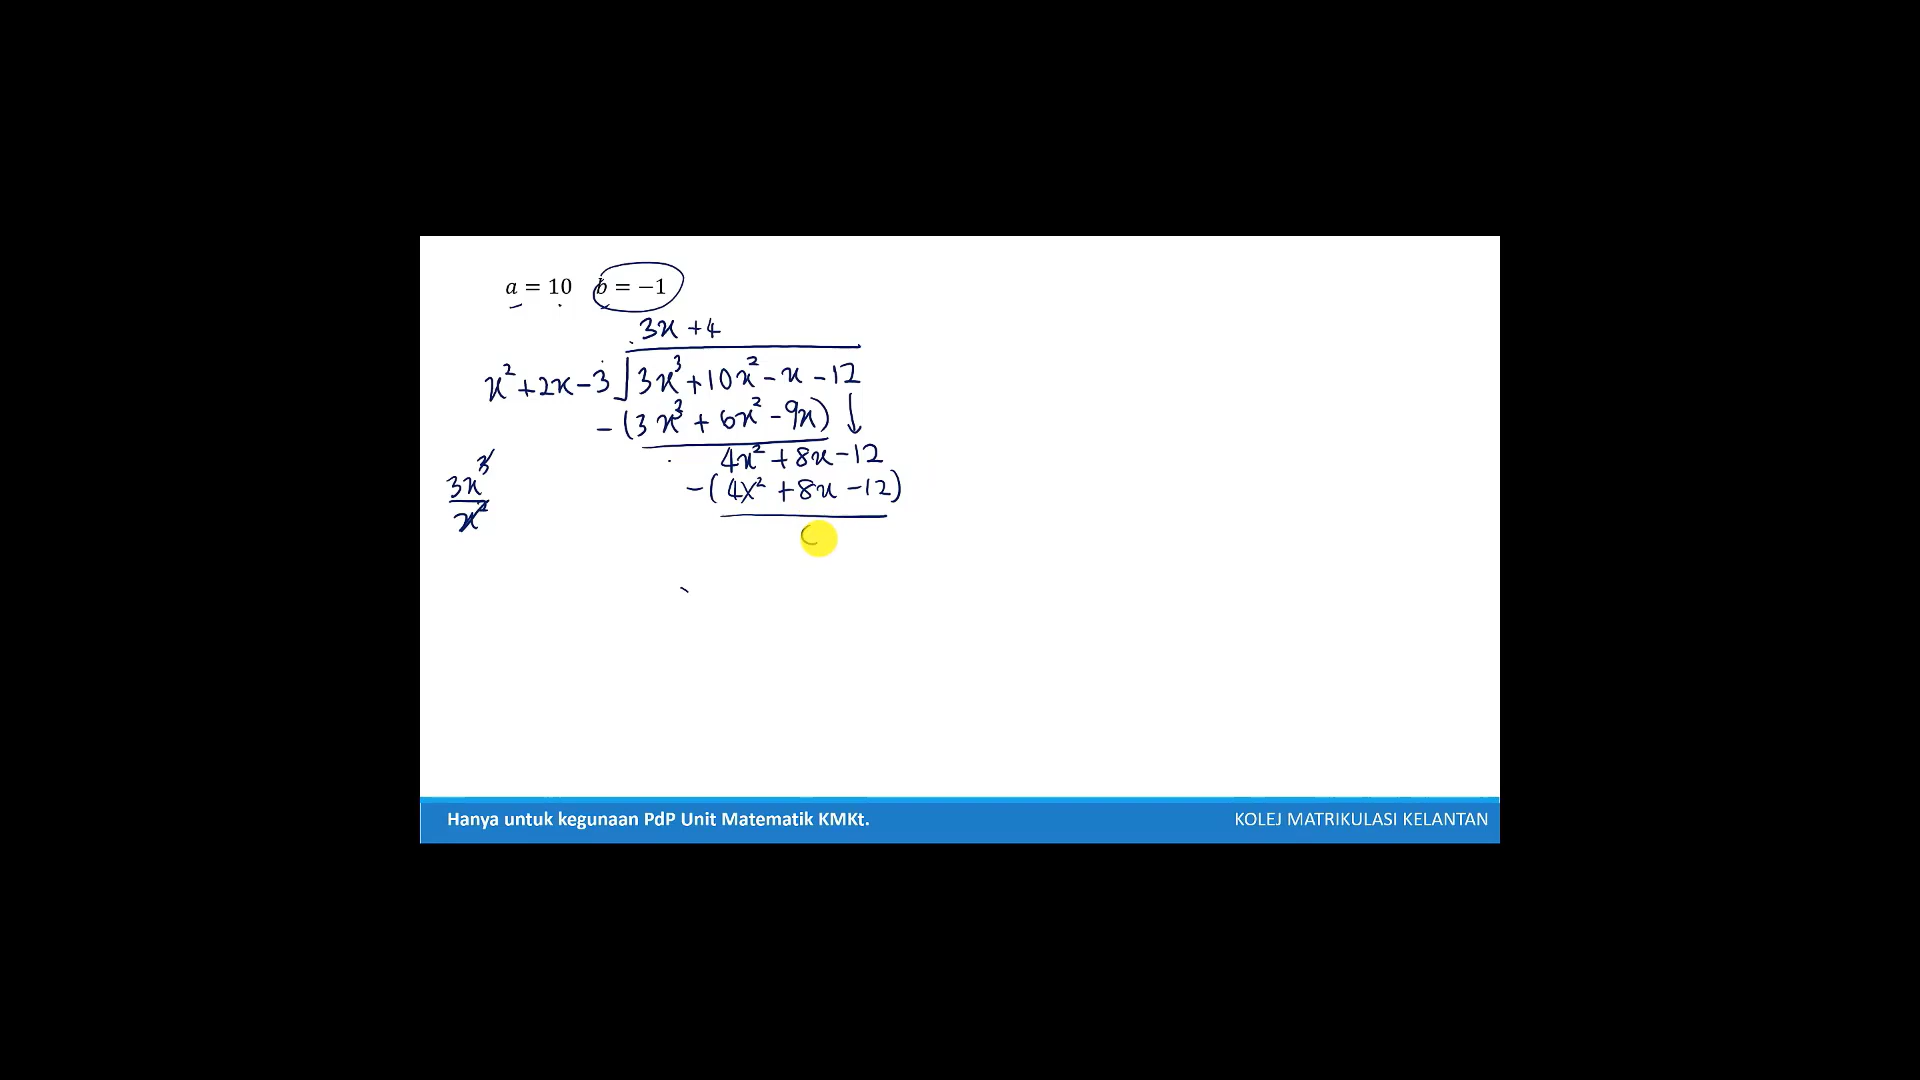 a = 10 b = −1
3x + 4
x² + 2x − 3 3x³ + 10x² − x − 12
− (3x³ + 6x² − 9x) ↓
4x² + 8x − 12
− (4x² + 8x − 12)
3x³
x²
Hanya untuk kegunaan PdP Unit Matematik KMKt.
KOLEJ MATRIKULASI KELANTAN